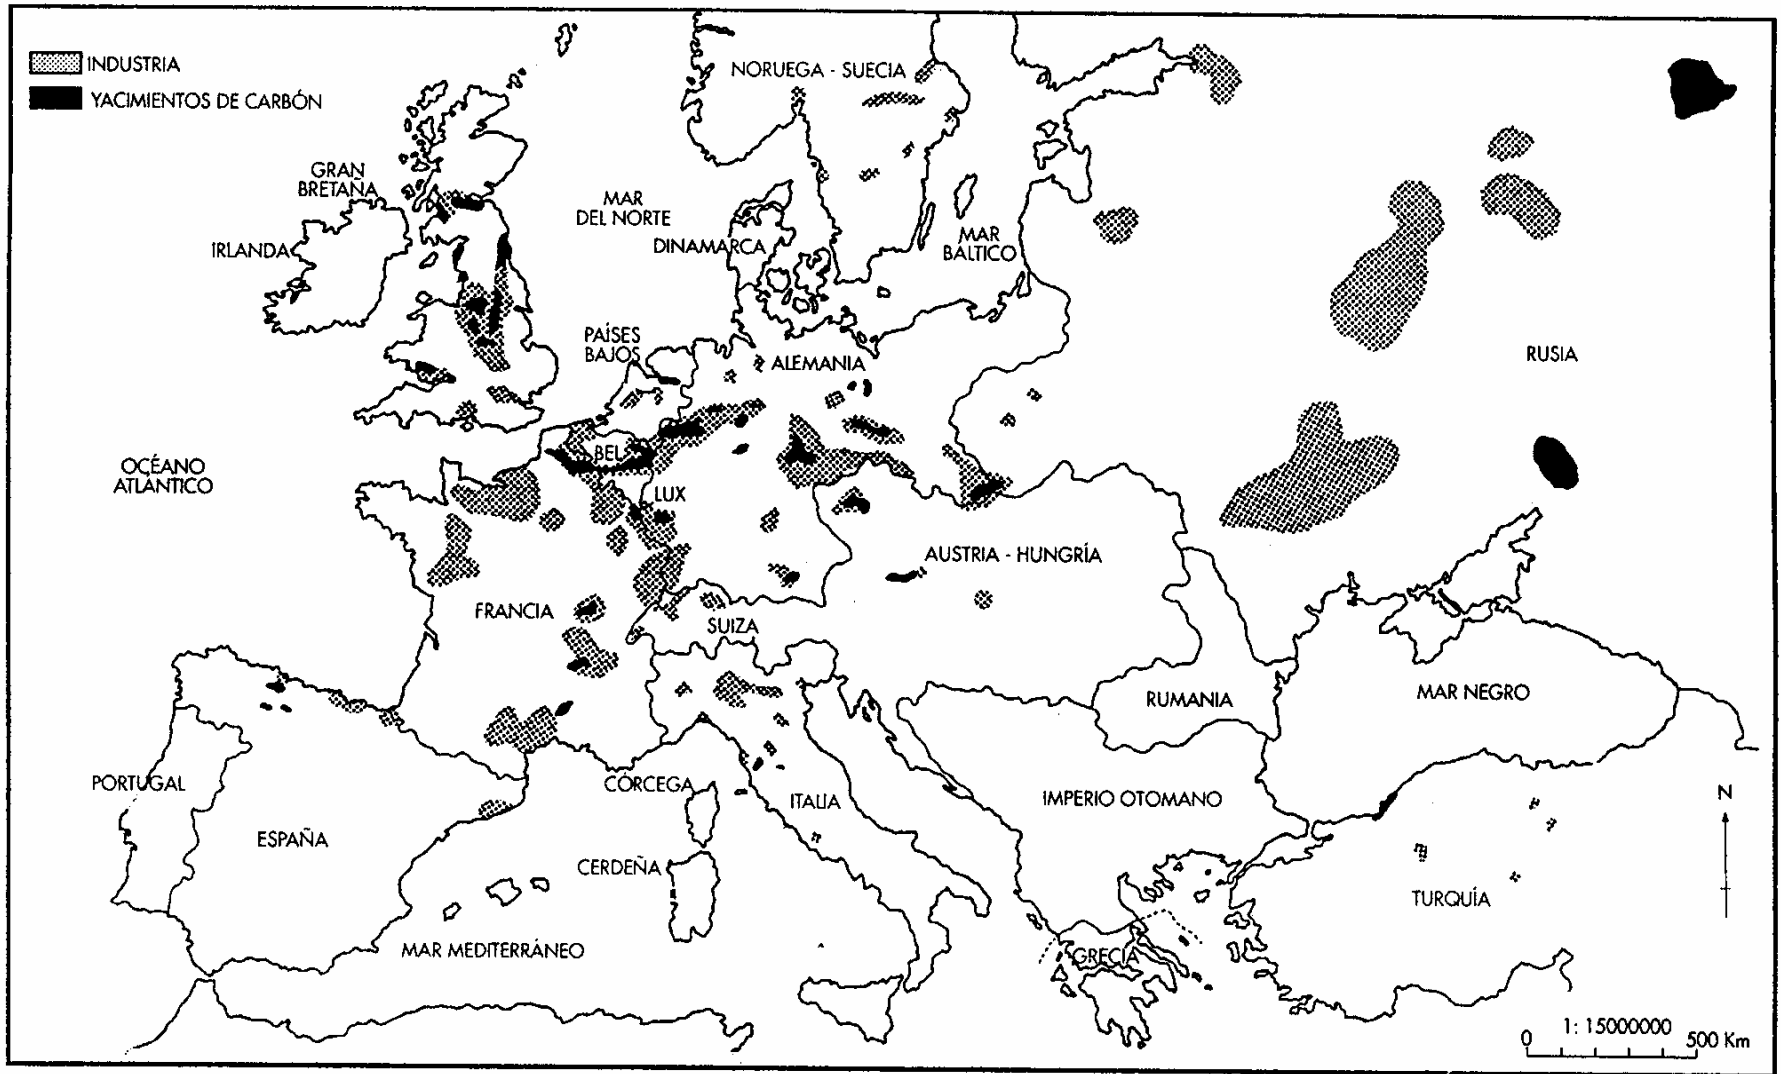 INDUSTRIA
YACIMIENTOS DE CARBÓN
NORUEGA - SUECIA
GRAN
BRETAÑA
IRLANDA
MAR
DEL NORTE
DINAMARCA
MAR
BÁLTICO
PAÍSES
BAJOS
ALEMANIA
RUSIA
OCÉANO
ATLÁNTICO
BEL
LUX
AUSTRIA - HUNGRÍA
FRANCIA
SUIZA
RUMANIA
MAR NEGRO
PORTUGAL
CÓRCEGA
ITALIA
IMPERIO OTOMANO
N
ESPAÑA
CERDEÑA
TURQUÍA
MAR MEDITERRÁNEO
GRECIA
1: 15000000
0 500 Km